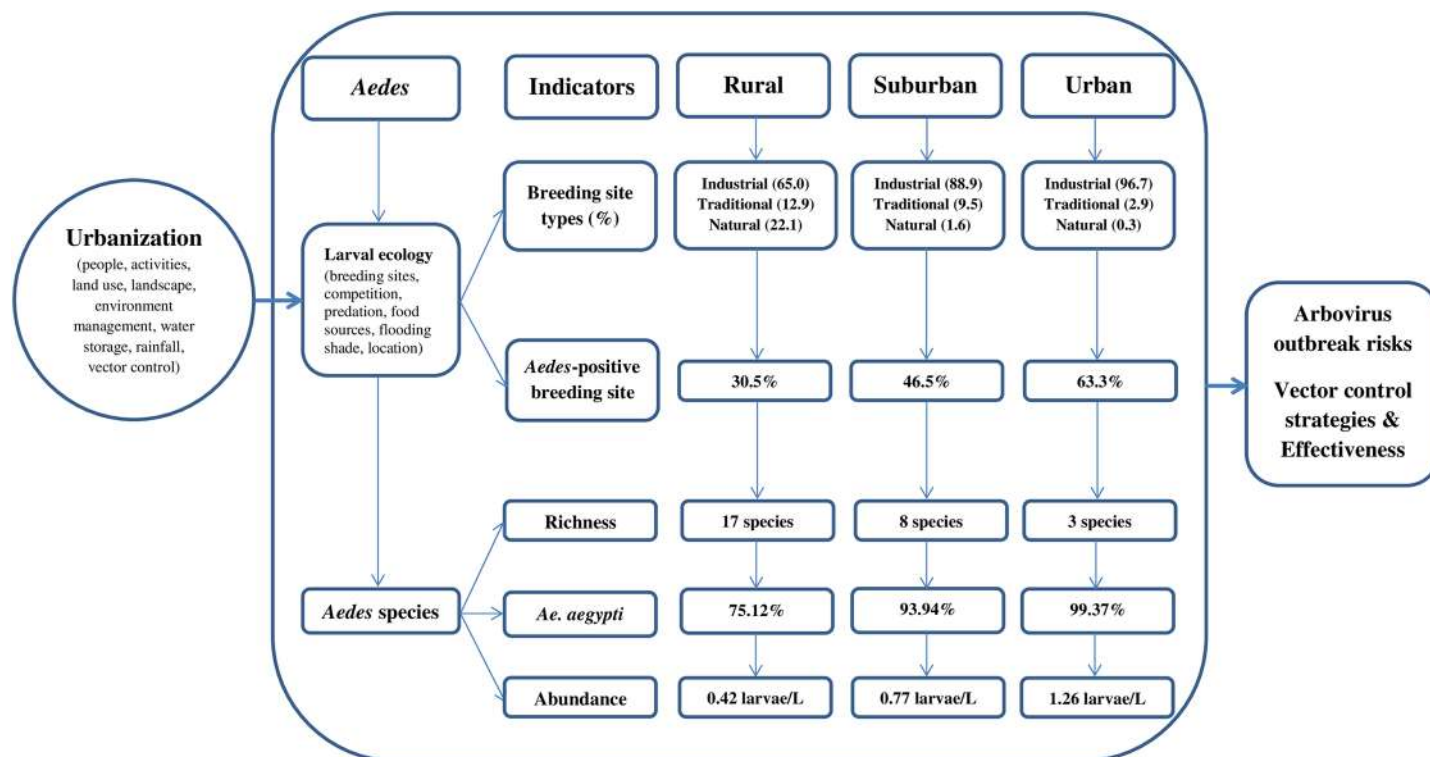 Aedes
Indicators
Rural
Suburban
Urban
Urbanization
(people, activities,
land use, landscape,
environment
management, water
storage, rainfall,
vector control)
Larval ecology
(breeding sites,
competition,
predation, food
sources, flooding
shade, location)
Breeding site
types (%)
Industrial (65.0)
Traditional (12.9)
Natural (22.1)
Industrial (88.9)
Traditional (9.5)
Natural (1.6)
Industrial (96.7)
Traditional (2.9)
Natural (0.3)
Aedes-positive
breeding site
30.5%
46.5%
63.3%
Richness
17 species
8 species
3 species
Aedes species
Ae. aegypti
75.12%
93.94%
99.37%
Abundance
0.42 larvae/L
0.77 larvae/L
1.26 larvae/L
Arbovirus
outbreak risks
Vector control
strategies &
Effectiveness